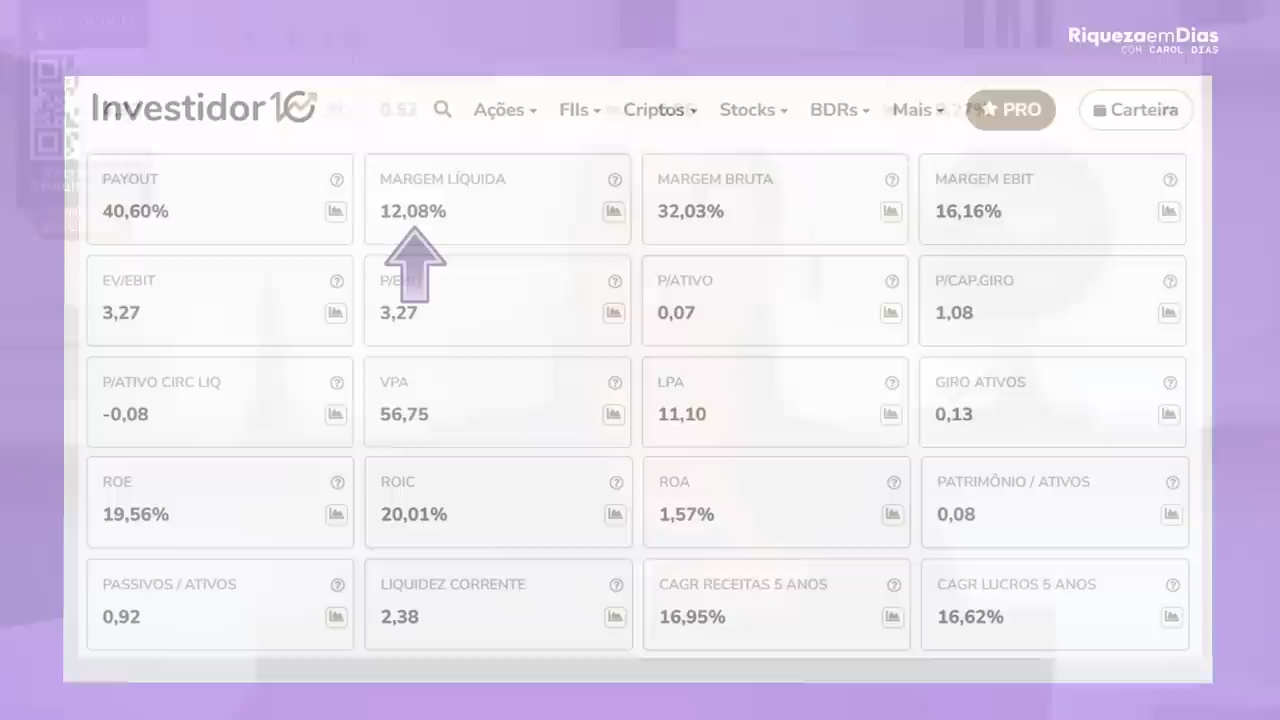 RiquezaemDias
COM CAROL DIAS
Investidor10
Ações
FIIs
Criptos
Stocks
BDRs
Mais
PRO
Carteira
0.53
PAYOUT
MARGEM LÍQUIDA
MARGEM BRUTA
MARGEM EBIT
40,60%
12,08%
32,03%
16,16%
EV/EBIT
P/ATIVO
P/CAP.GIRO
3,27
3,27
0,07
1,08
P/ATIVO CIRC LIQ
VPA
LPA
GIRO ATIVOS
-0,08
56,75
11,10
0,13
ROE
ROIC
ROA
PATRIMÔNIO / ATIVOS
19,56%
20,01%
1,57%
0,08
PASSIVOS / ATIVOS
LIQUIDEZ CORRENTE
CAGR RECEITAS 5 ANOS
CAGR LUCROS 5 ANOS
0,92
2,38
16,95%
16,62%